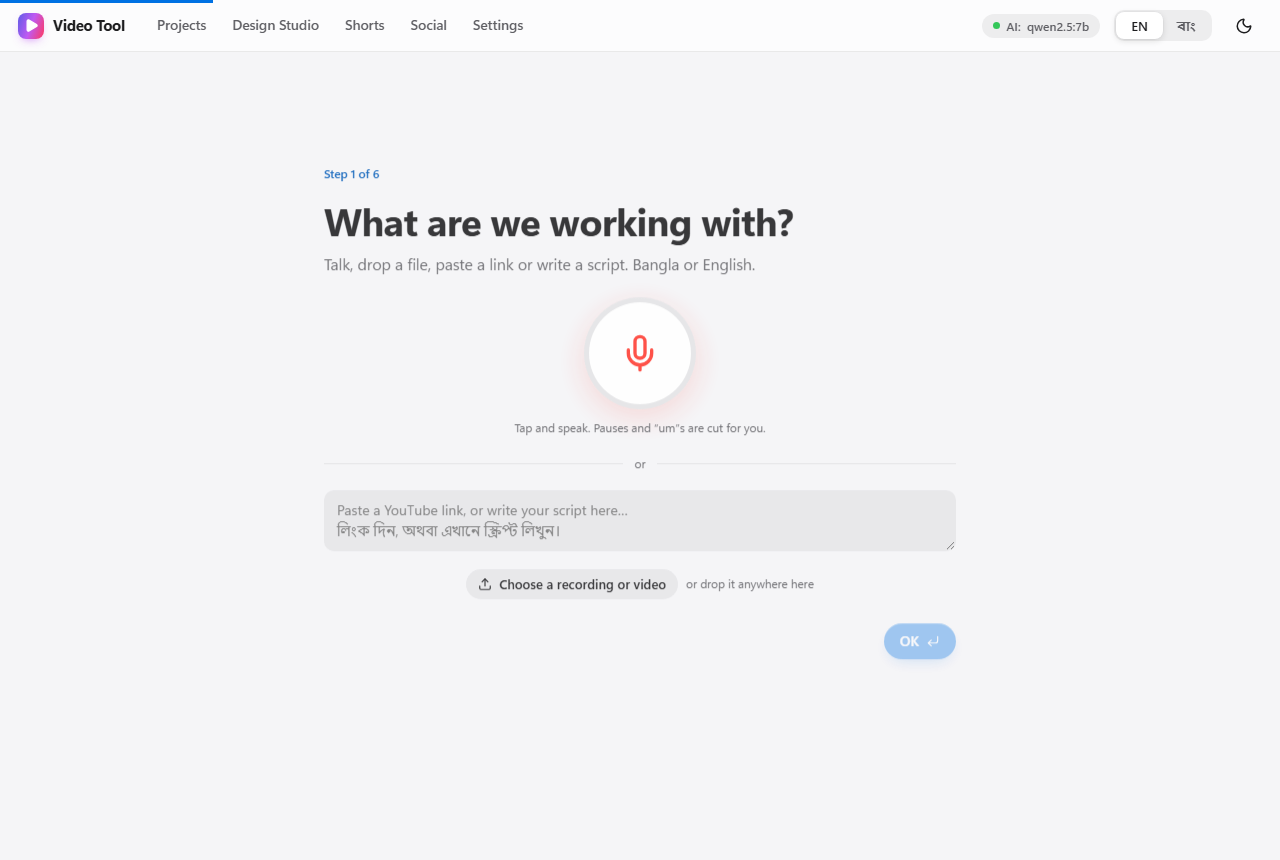 Video Tool
Projects
Design Studio
Shorts
Social
Settings
AI: qwen2.5:7b
EN
বাং
Step 1 of 6
What are we working with?
Talk, drop a file, paste a link or write a script. Bangla or English.
Tap and speak. Pauses and "um"s are cut for you.
or
Paste a YouTube link, or write your script here...
লিংক দিন, অথবা এখানে স্ক্রিপ্ট লিখুন।
Choose a recording or video
or drop it anywhere here
OK